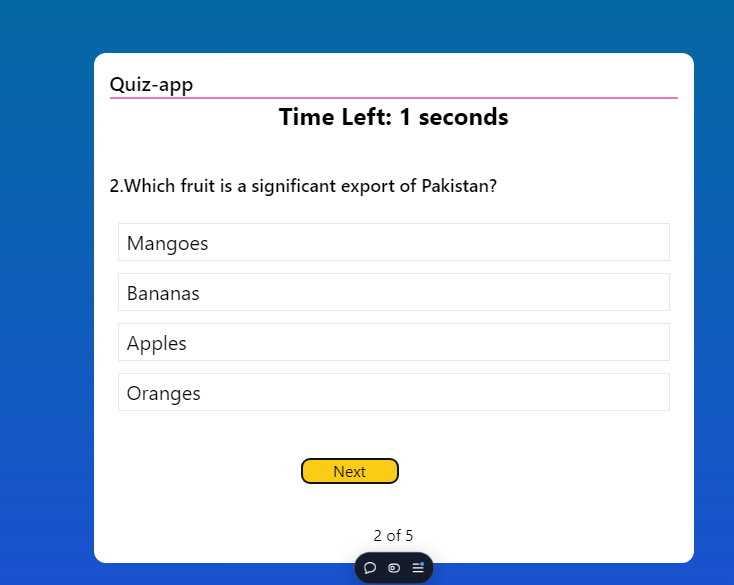 Quiz-app
Time Left: 1 seconds
2.Which fruit is a significant export of Pakistan?
Mangoes
Bananas
Apples
Oranges
Next
2 of 5